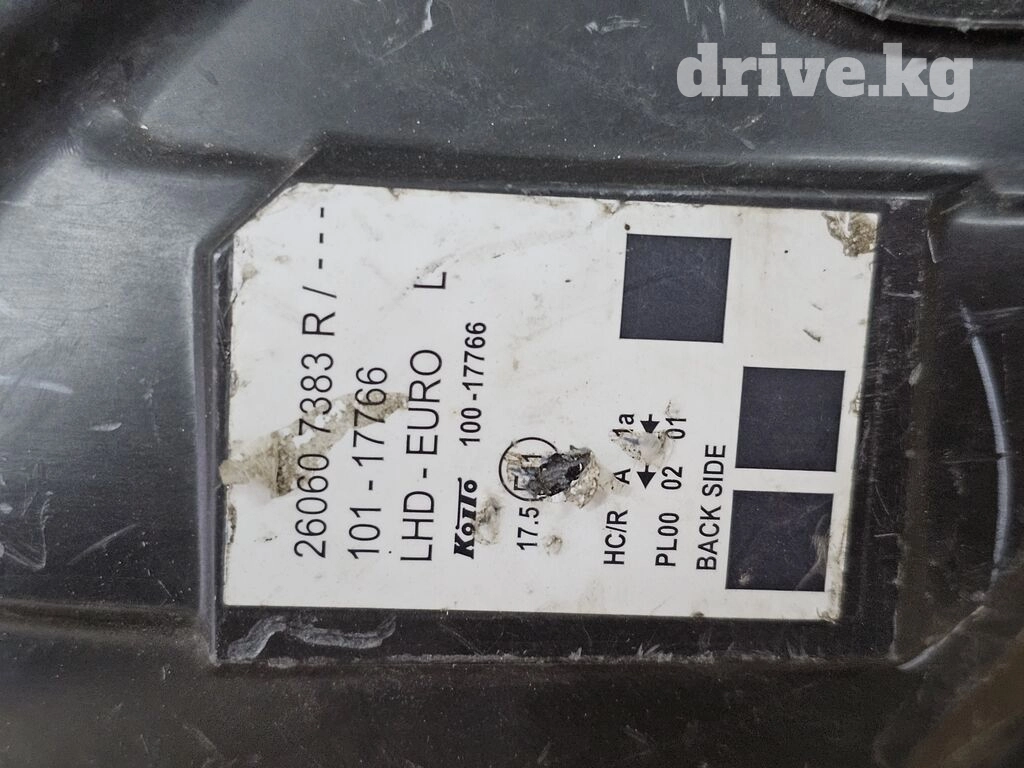 drive.kg
26060 7383 R / - - -
101 - 17766
LHD - EURO L
KOITO 100 -17766
17.5
HC/R A 1a
PL00 02 01
BACK SIDE